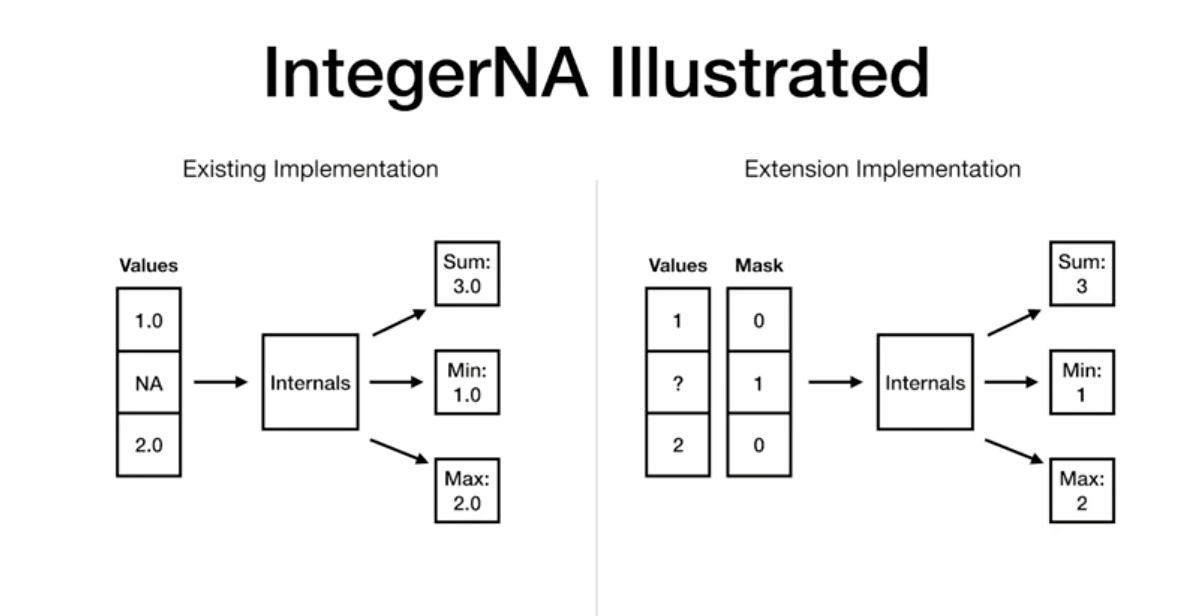 IntegerNA Illustrated
Existing Implementation
Values
1.0
NA
2.0
Internals
Sum:
3.0
Min:
1.0
Max:
2.0
Extension Implementation
Values
1
?
2
Mask
0
1
0
Internals
Sum:
3
Min:
1
Max:
2